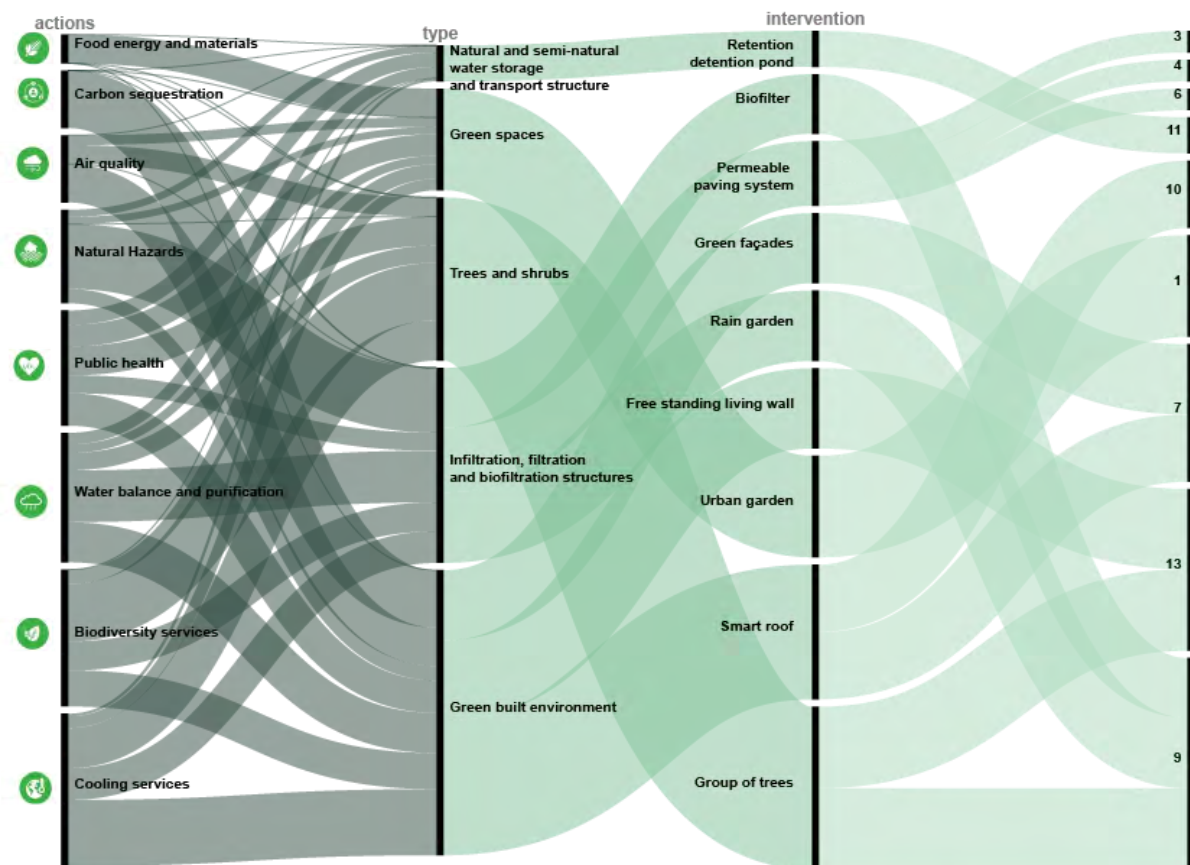 actions
type
intervention
Food energy and materials
Carbon sequestration
Air quality
Natural Hazards
Public health
Water balance and purification
Biodiversity services
Cooling services
Natural and semi-natural
water storage
and transport structure
Green spaces
Trees and shrubs
Infiltration, filtration
and biofiltration structures
Green built environment
Retention
detention pond
Biofilter
Permeable
paving system
Green façades
Rain garden
Free standing living wall
Urban garden
Smart roof
Group of trees
3
4
6
11
10
1
7
13
9